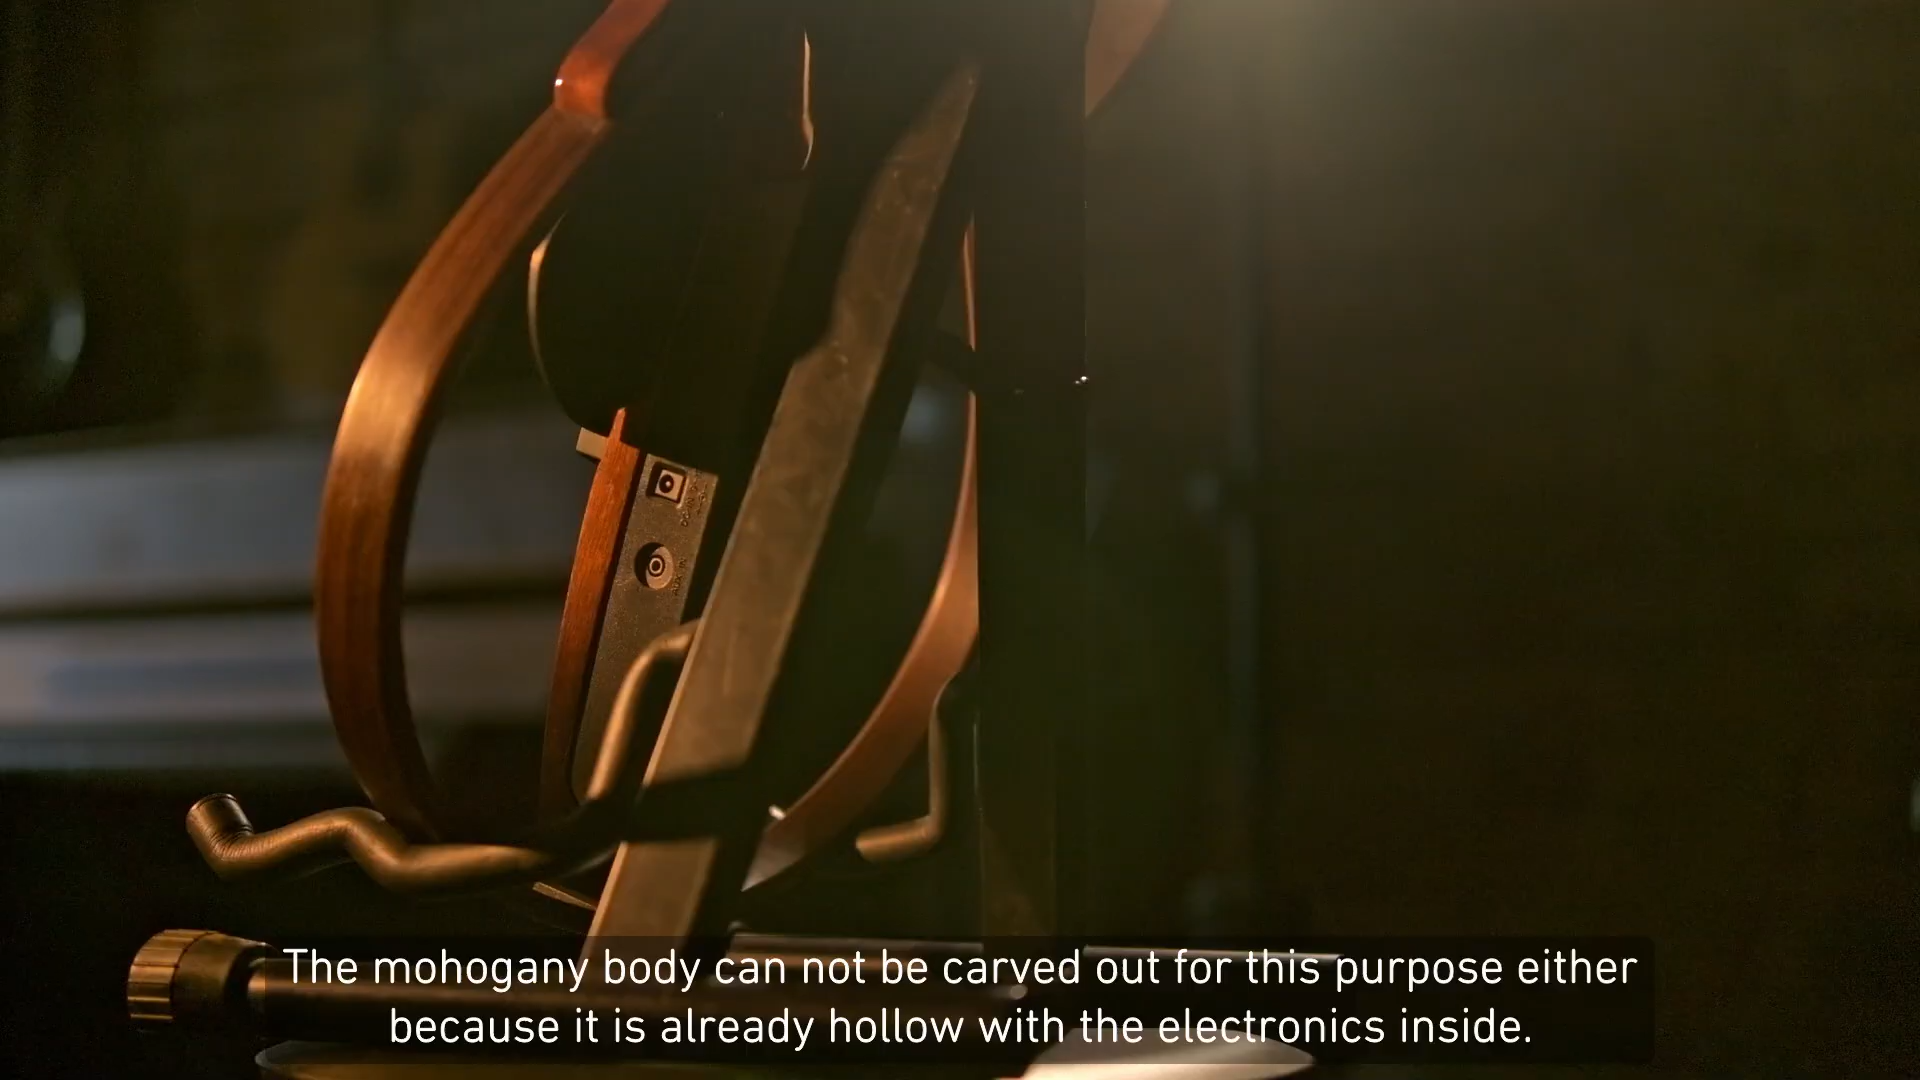 The mohogany body can not be carved out for this purpose either
because it is already hollow with the electronics inside.